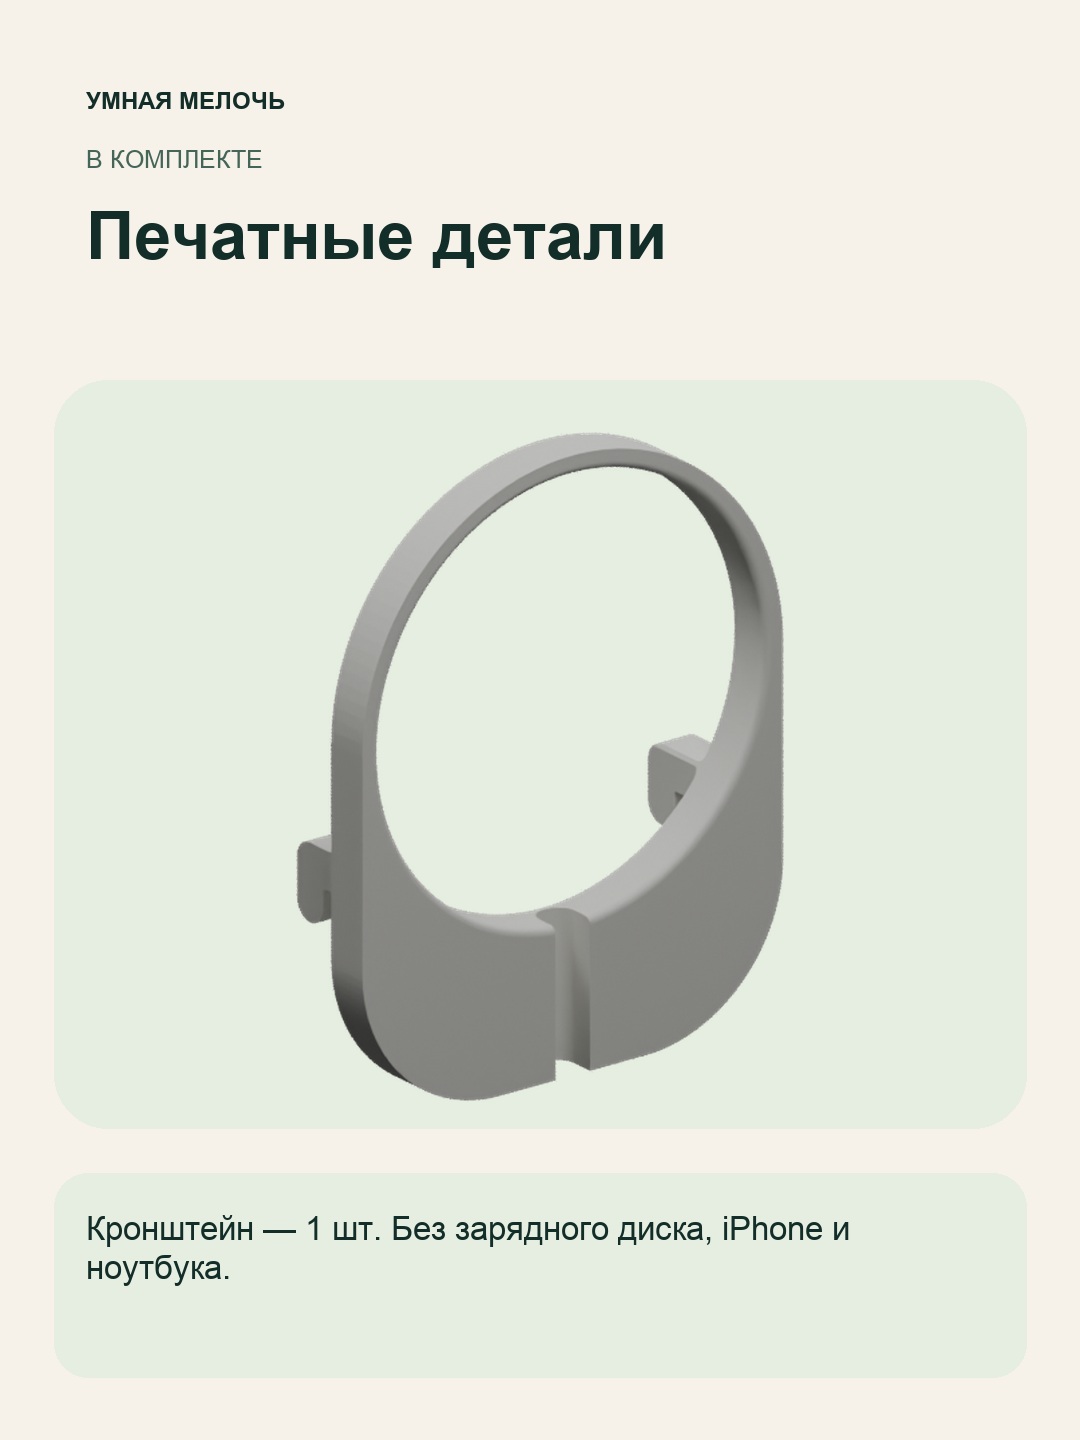 УМНАЯ МЕЛОЧЬ
В КОМПЛЕКТЕ
Печатные детали
Кронштейн — 1 шт. Без зарядного диска, iPhone и
ноутбука.